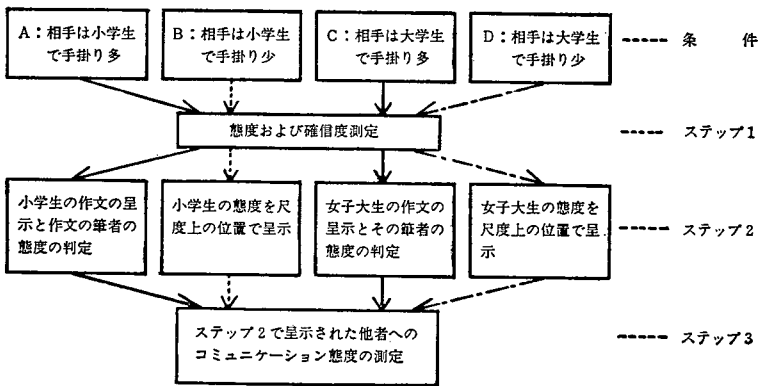 A：相手は小学生
で手掛り多
B：相手は小学生
で手掛り少
C：相手は大学生
で手掛り多
D：相手は大学生
で手掛り少
条　件
態度および確信度測定
ステップ1
小学生の作文の呈
示と作文の筆者の
態度の判定
小学生の態度を尺
度上の位置で呈示
女子大生の作文の
呈示とその筆者の
態度の判定
女子大生の態度を
尺度上の位置で呈
示
ステップ2
ステップ2で呈示された他者への
コミュニケーション態度の測定
ステップ3